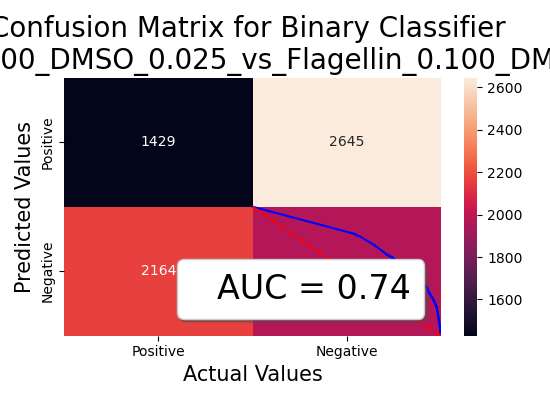 Confusion Matrix for Binary Classifier
00_DMSO_0.025_vs_Flagellin_0.100_DM
Predicted Values
Positive
Negative
1429
2645
2164
AUC = 0.74
Positive
Negative
Actual Values
2600
2400
2200
2000
1800
1600